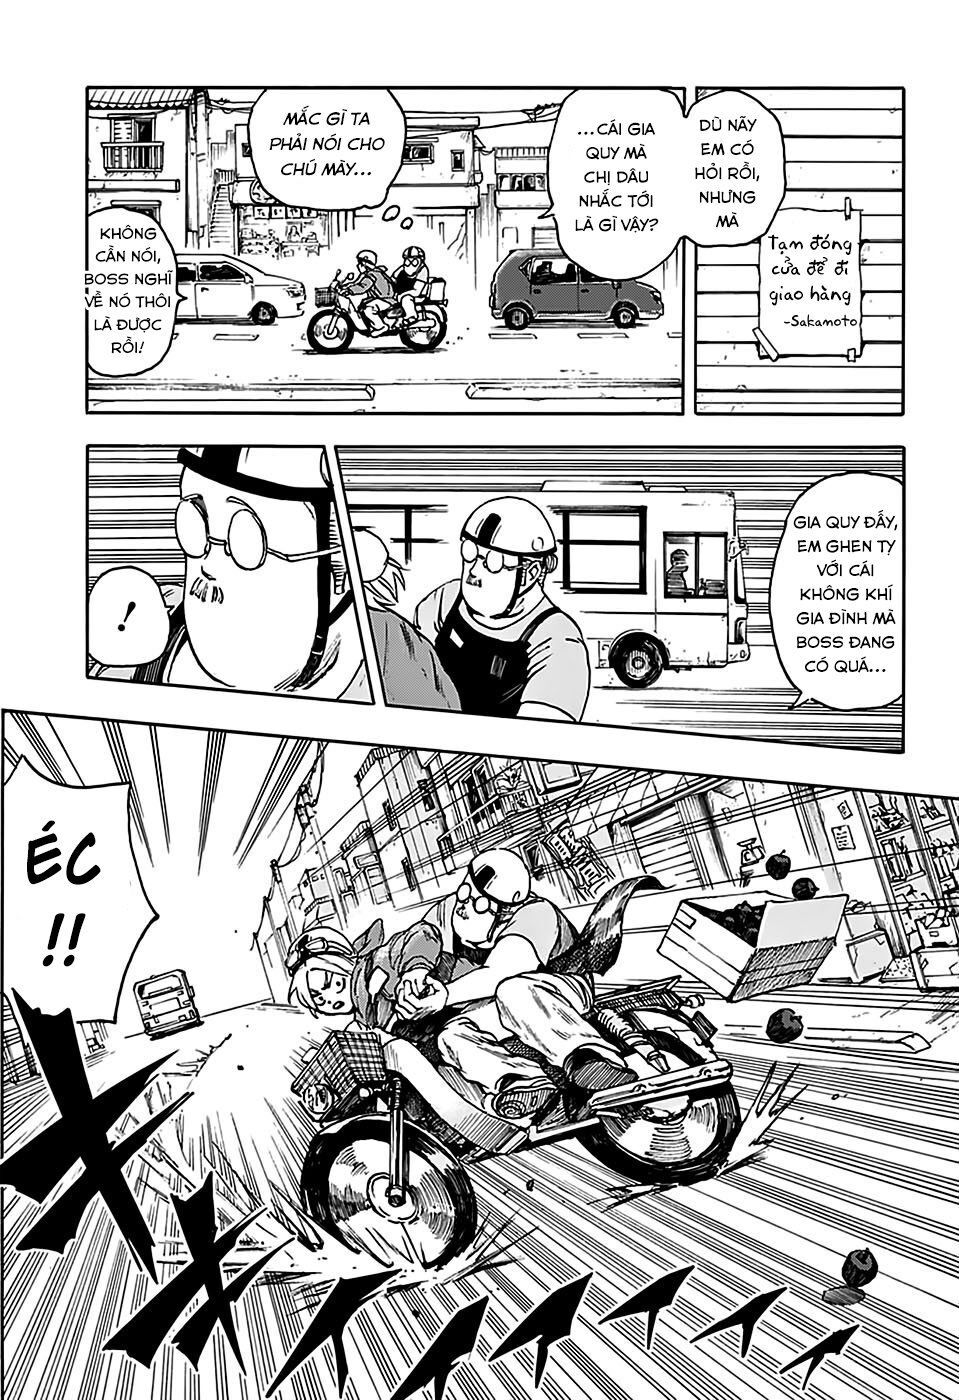 DÙ NÃY
EM CÓ
HỎI RỒI,
NHƯNG
MÀ
...CÁI GIA
QUY MÀ
CHỊ DÂU
NHẮC TỚI
LÀ GÌ VẬY?
Tạm đóng
cửa để đi
giao hàng
-Sakamoto
MẮC GÌ TA
PHẢI NÓI CHO
CHÚ MÀY...
KHÔNG
CẦN NÓI,
BOSS NGHĨ
VỀ NÓ THÔI
LÀ ĐƯỢC
RỒI!
GIA QUY ĐẤY,
EM GHEN TỴ
VỚI CÁI
KHÔNG KHÍ
GIA ĐÌNH MÀ
BOSS ĐANG
CÓ QUÁ...
!
ÉC
!!